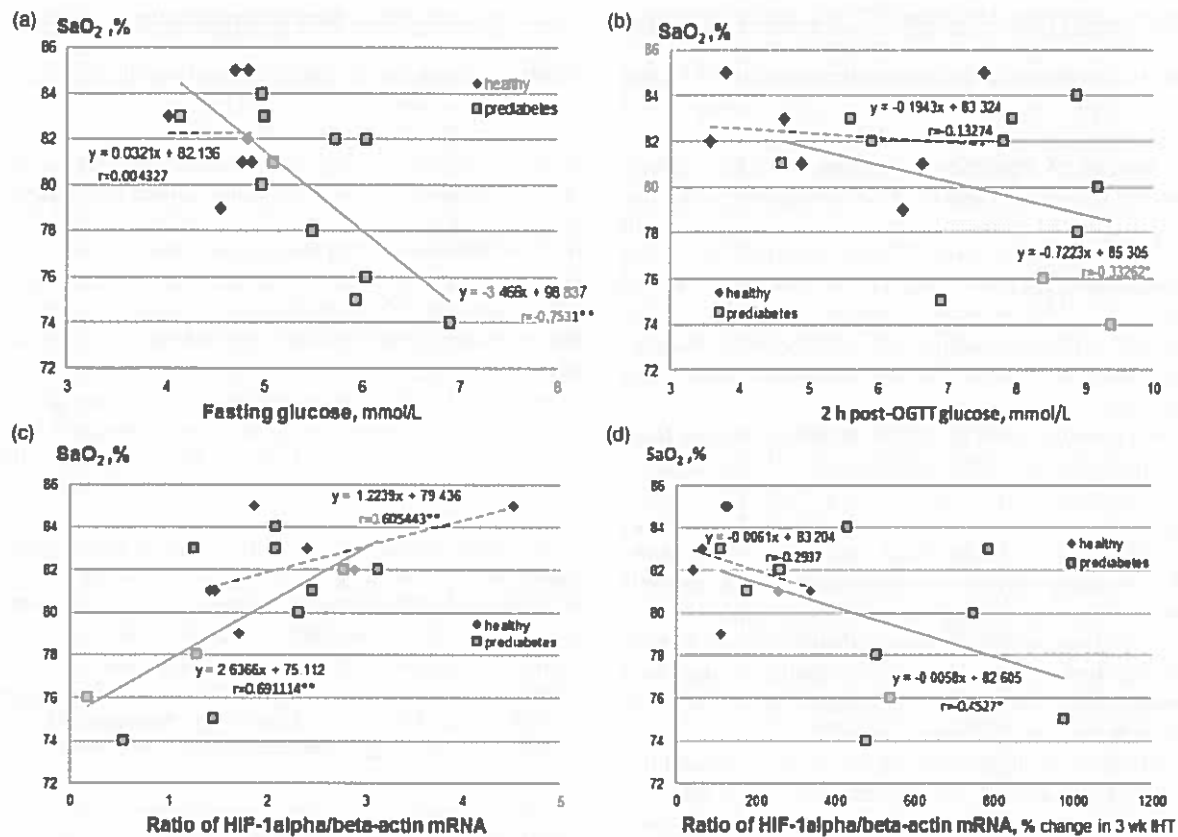 (a)
SaO2 ,%
86
84
82
80
78
76
74
72
3 4 5 6 7 8
healthy
prediabetes
y = 0.0321x + 82.136
r=0.004327
y = -3 466x + 98 837
r=-0.7531**
Fasting glucose, mmol/L
(b)
SaO2 ,%
86
84
82
80
78
76
74
72
3 4 5 6 7 8 9 10
y = -0 1943x + 83 324
r=-0.13274
y = -0.7223x + 85 305
r=-0.33262*
healthy
prediabetes
2 h post-OGTT glucose, mmol/L
(c)
SaO2 ,%
86
84
82
80
78
76
74
72
0 1 2 3 4 5
y = 1.2239x + 79 436
r=0.605443**
healthy
prediabetes
y = 2 6366x + 75.112
r=0.691114**
Ratio of HIF-1alpha/beta-actin mRNA
(d)
SaO2 ,%
86
84
82
80
78
76
74
72
0 200 400 600 800 1000 1200
y = -0 0061x + 83 204
r=-0.2937
healthy
prediabetes
y = -0 0058x + 82 605
r=-0.4527*
Ratio of HIF-1alpha/beta-actin mRNA, % change in 3 wk IHT